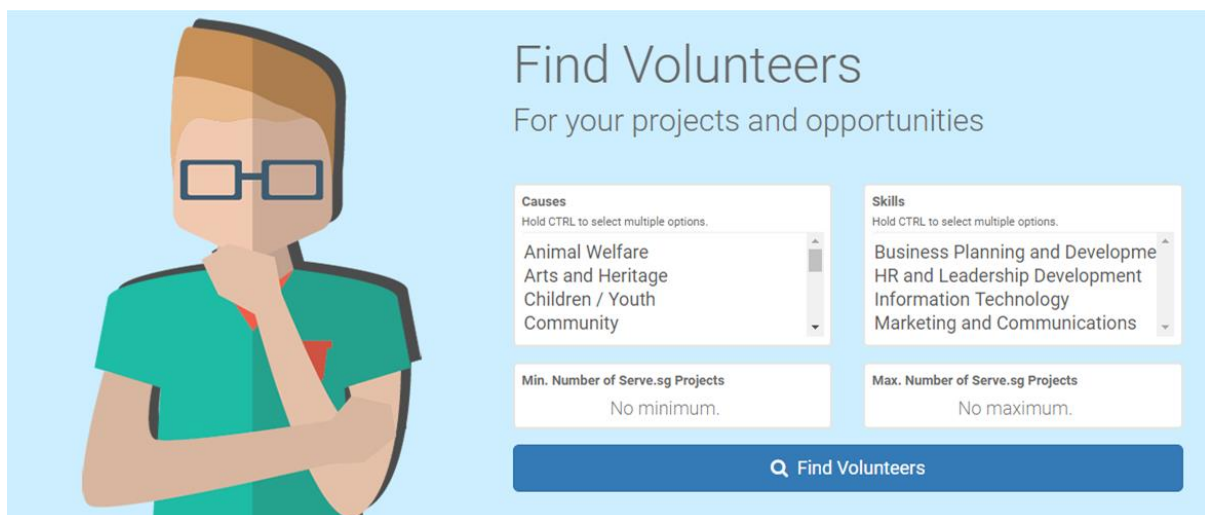 Find Volunteers
For your projects and opportunities
Causes
Hold CTRL to select multiple options.
Animal Welfare
Arts and Heritage
Children / Youth
Community
Skills
Hold CTRL to select multiple options.
Business Planning and Developme
HR and Leadership Development
Information Technology
Marketing and Communications
Min. Number of Serve.sg Projects
No minimum.
Max. Number of Serve.sg Projects
No maximum.
Find Volunteers